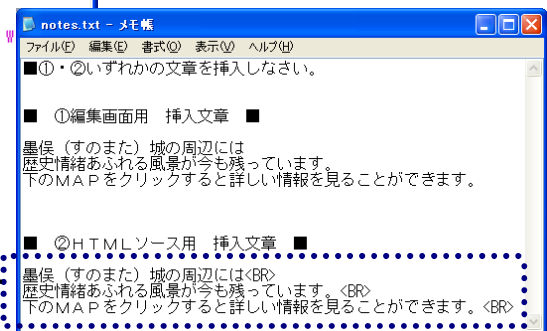 notes.txt - メモ帳
ファイル(F) 編集(E) 書式(O) 表示(V) ヘルプ(H)
■①・②いずれかの文章を挿入しなさい。
■ ①編集画面用 挿入文章 ■
墨俣（すのまた）城の周辺には
歴史情緒あふれる風景が今も残っています。
下のＭＡＰをクリックすると詳しい情報を見ることができます。
■ ②ＨＴＭＬソース用 挿入文章 ■
墨俣（すのまた）城の周辺には<BR>
歴史情緒あふれる風景が今も残っています。<BR>
下のＭＡＰをクリックすると詳しい情報を見ることができます。<BR>